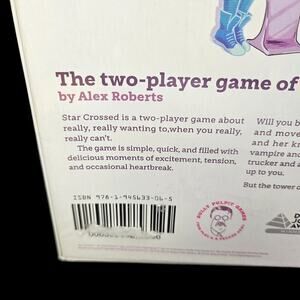 The two-player game of
by Alex Roberts
Star Crossed is a two-player game about
really, really wanting to,when you really,
really can't.
The game is simple, quick, and filled with
delicious moments of excitement, tension,
and occasional heartbreak.
Will you b
and move
and her kn
vampire and
trucker and a
up to you.
But the tower d
ISBN 978-1-945633-06-5
BULLY PULPIT GAMES